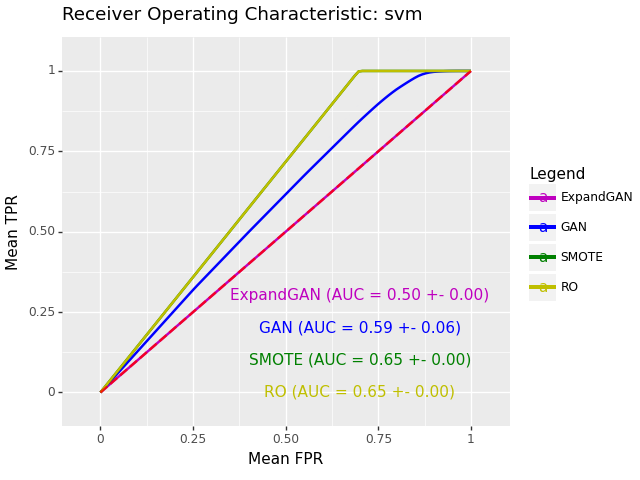 Receiver Operating Characteristic: svm
1
0.75
0.50
0.25
0
Mean TPR
ExpandGAN (AUC = 0.50 +- 0.00)
GAN (AUC = 0.59 +- 0.06)
SMOTE (AUC = 0.65 +- 0.00)
RO (AUC = 0.65 +- 0.00)
0 0.25 0.50 0.75 1
Mean FPR
Legend
a ExpandGAN
a GAN
a SMOTE
a RO